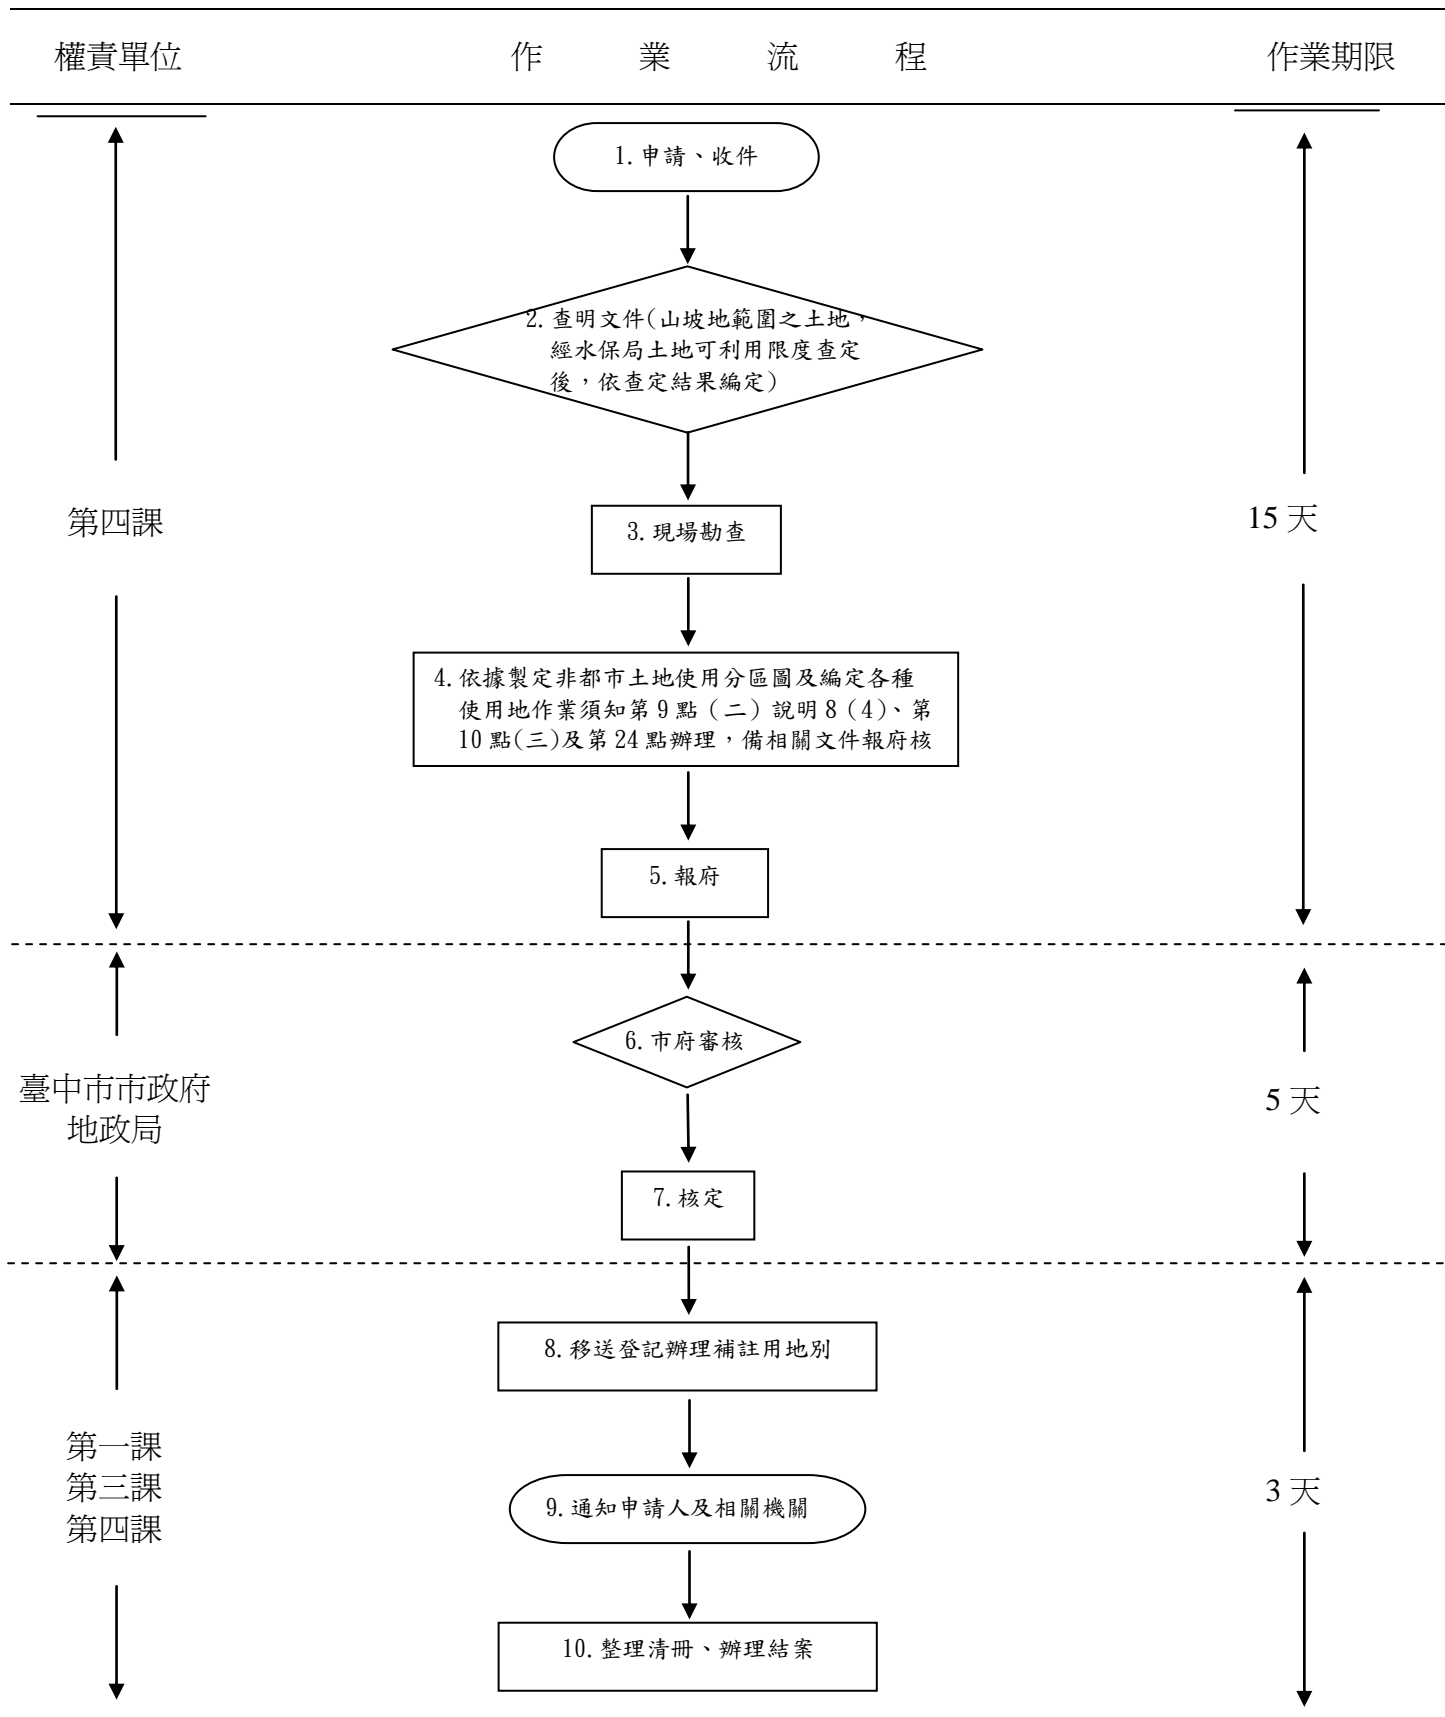 權責單位
作業流程
作業期限
1.申請、收件
2.查明文件(山坡地範圍之土地，
經水保局土地可利用限度查定
後，依查定結果編定)
3.現場勘查
第四課
15 天
4.依據製定非都市土地使用分區圖及編定各種
使用地作業須知第 9 點（二）說明 8（4）、第
10 點(三)及第 24 點辦理，備相關文件報府核
5.報府
6.市府審核
臺中市市政府
地政局
5 天
7.核定
8.移送登記辦理補註用地別
第一課
第三課
第四課
3 天
9.通知申請人及相關機關
10.整理清冊、辦理結案